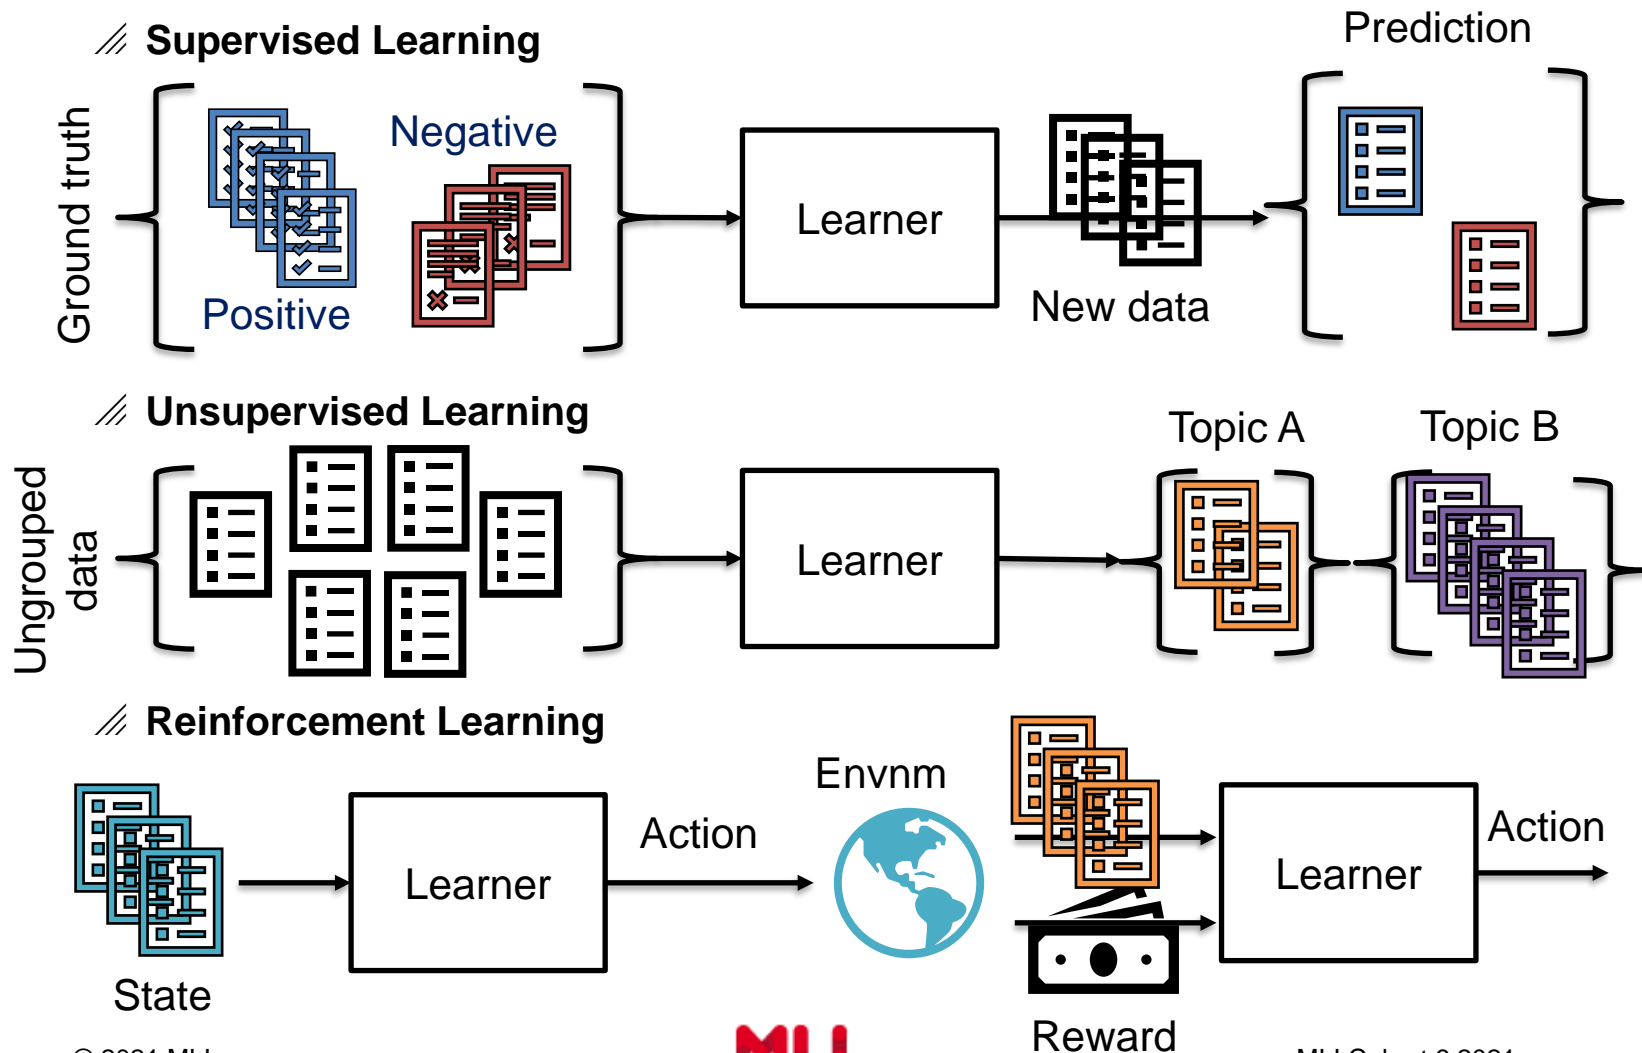 Supervised Learning
Prediction
Ground truth
Negative
Positive
Learner
New data
Unsupervised Learning
Topic A
Topic B
Ungrouped
data
Learner
Reinforcement Learning
Envnm
Action
Action
Learner
Learner
State
Reward